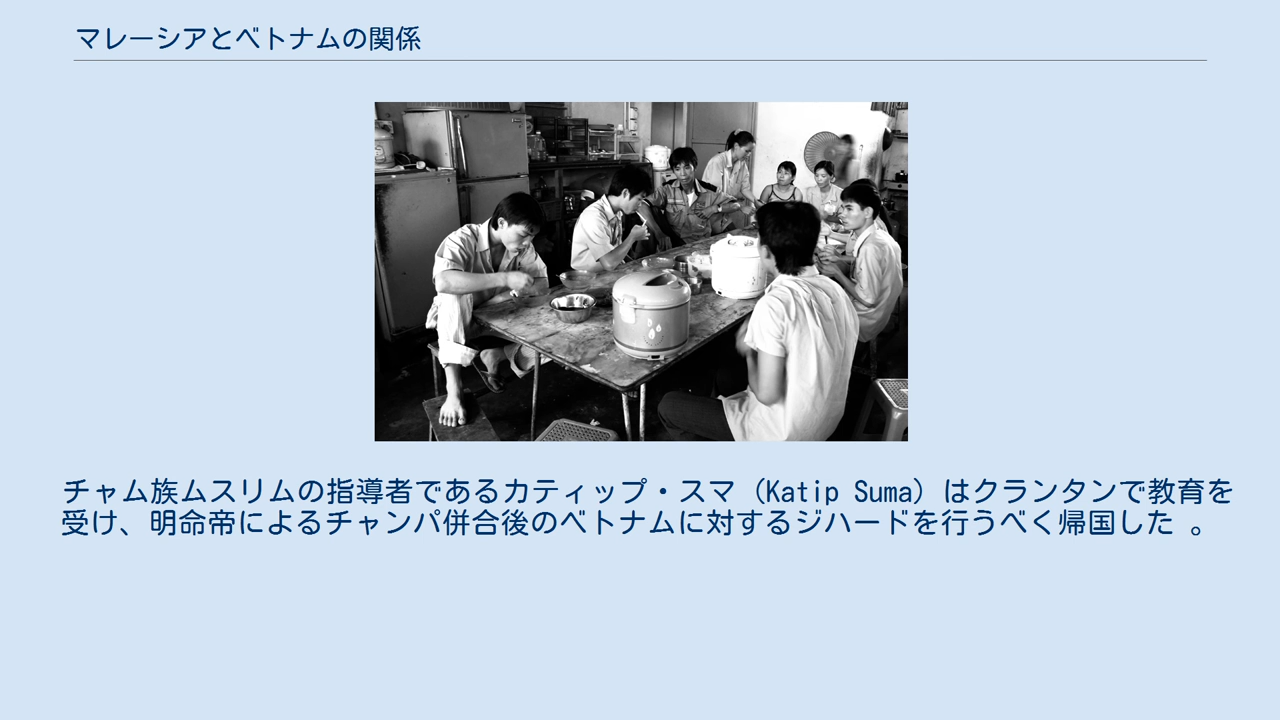 マレーシアとベトナムの関係
チャム族ムスリムの指導者であるカティップ・スマ（Katip Suma）はクランタンで教育を
受け、明命帝によるチャンパ併合後のベトナムに対するジハードを行うべく帰国した 。